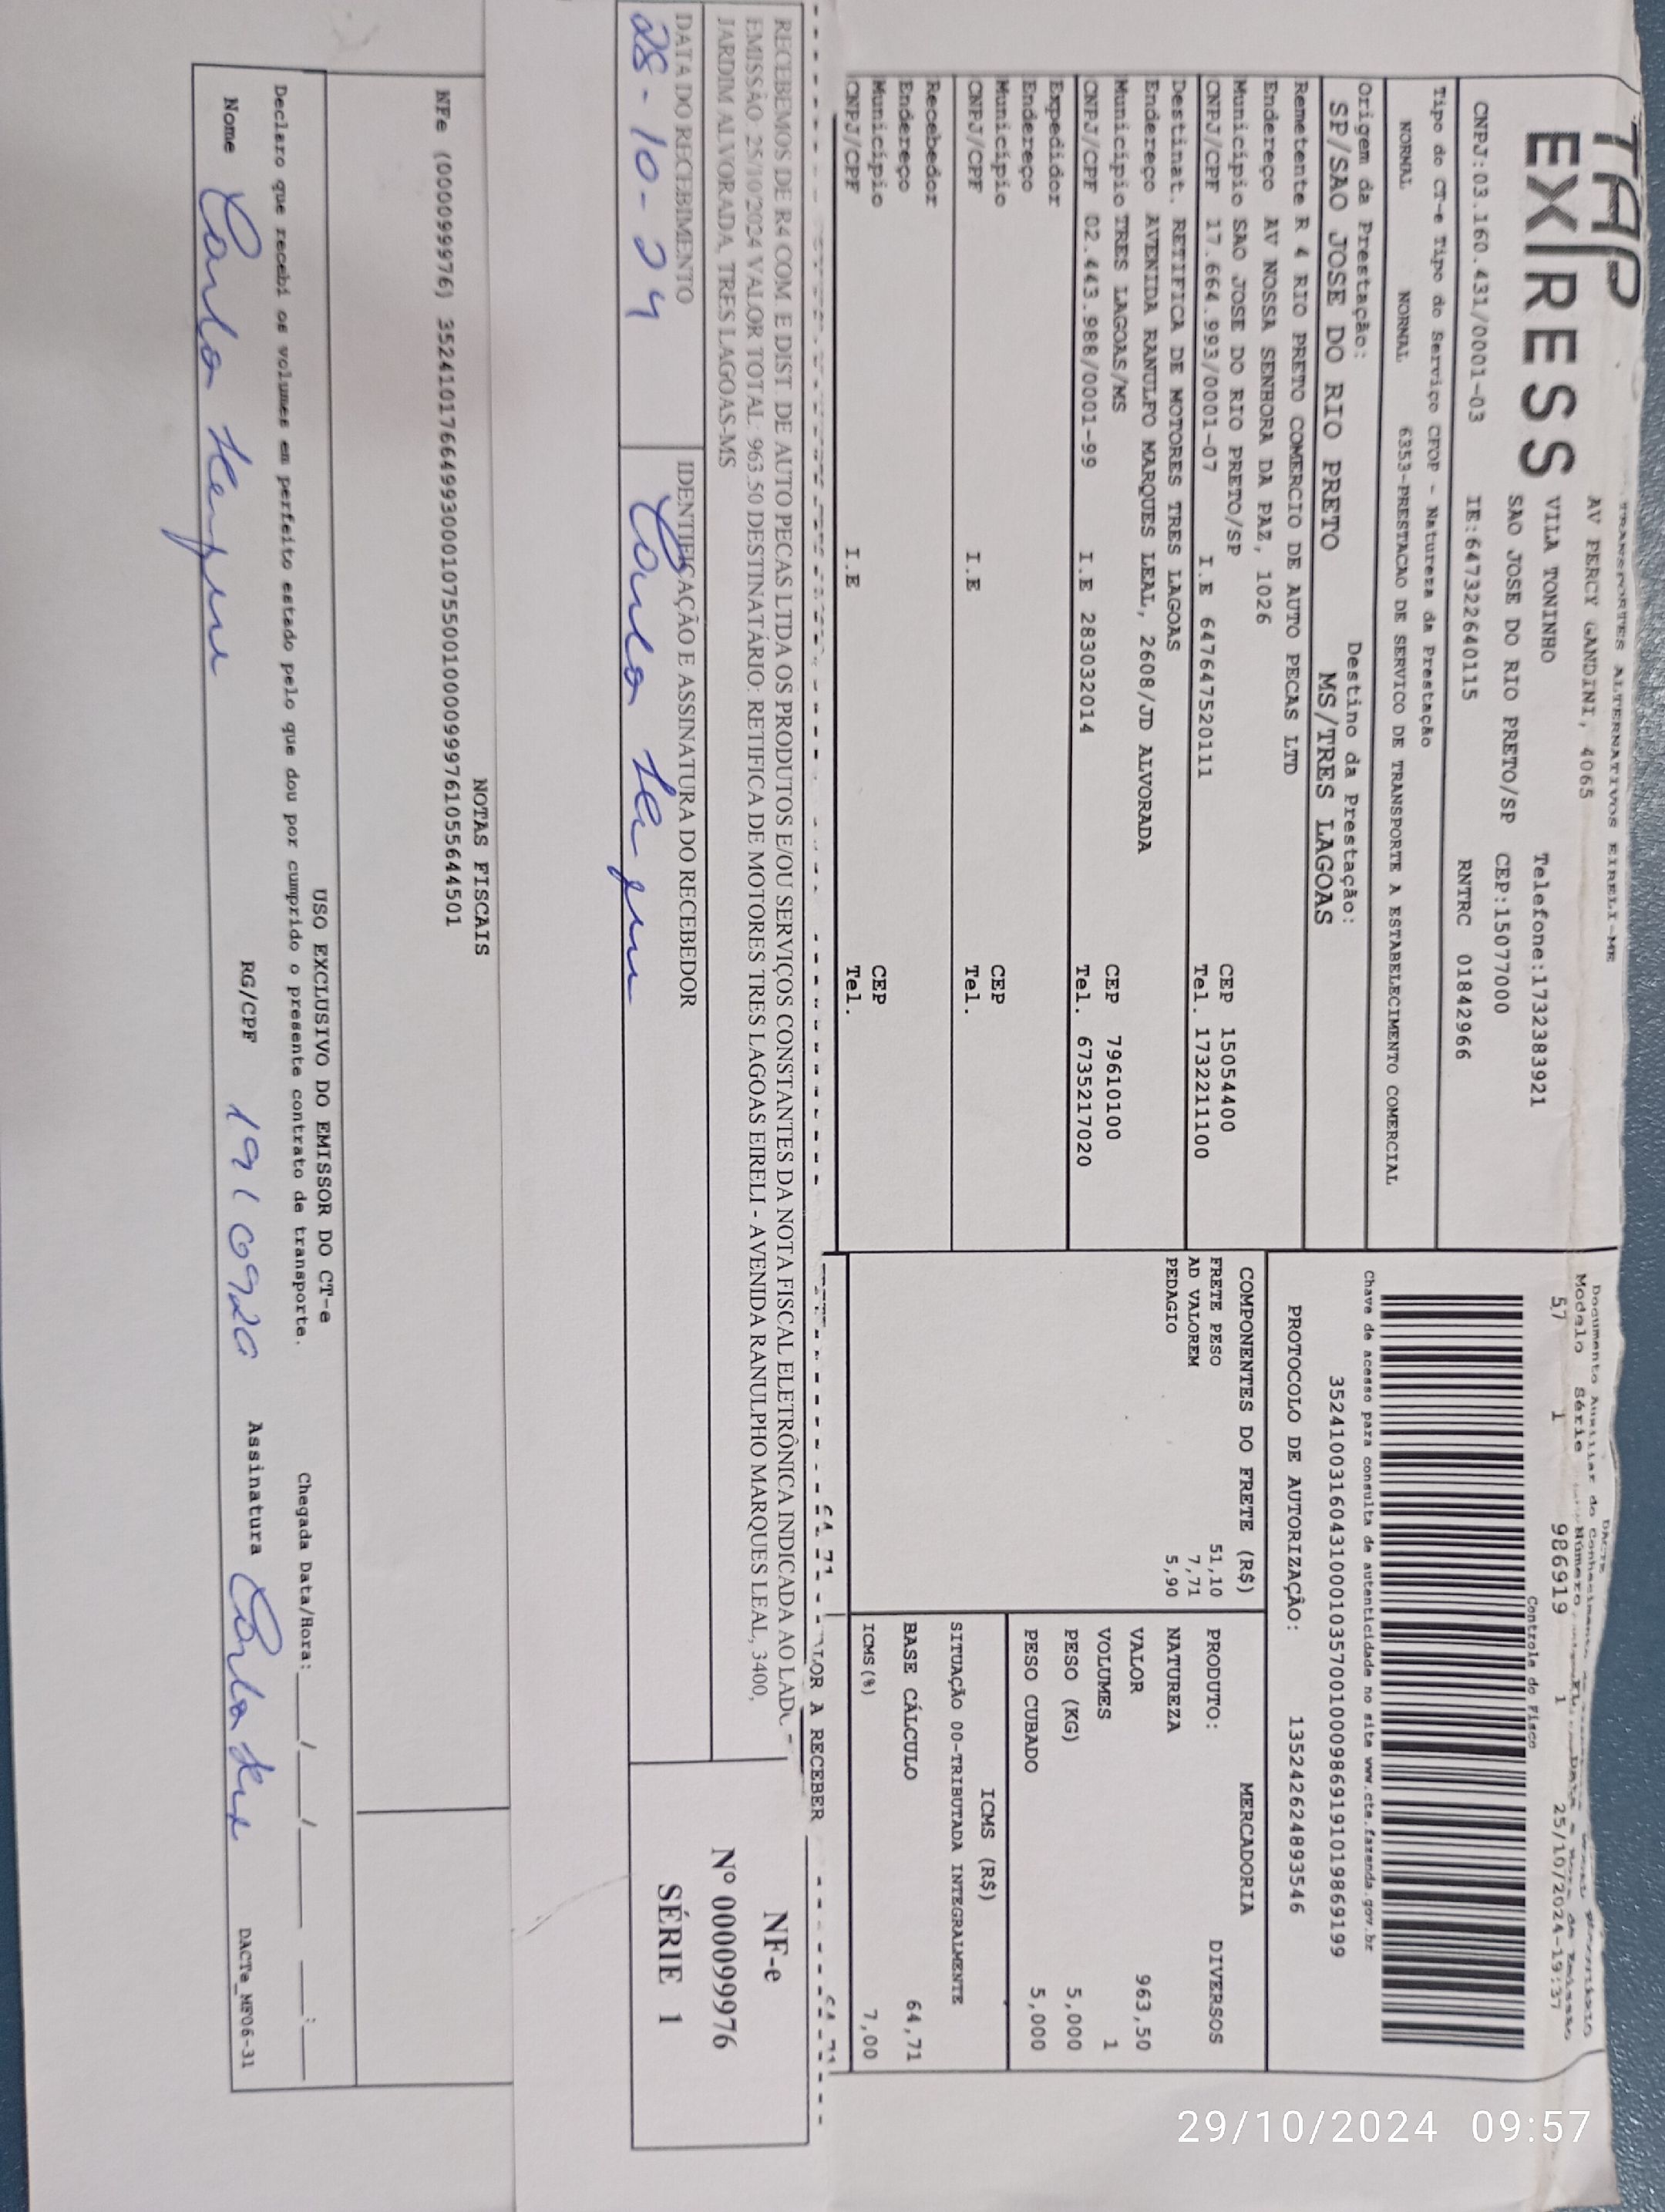 TAP
EXPRESS
TRANSPORTES ALTERNATIVOS EIRELI-ME
AV PERCY GANDINI, 4065
VILA TONINHO
Telefone:1732383921
SAO JOSE DO RIO PRETO/SP CEP:15077000
CNPJ:03.160.431/0001-03 IE:647322640115 RNTRC 01842966
Tipo do CT-e Tipo do Serviço CFOP - Natureza da Prestação
NORMAL NORMAL 6353-PRESTACAO DE SERVICO DE TRANSPORTE A ESTABELECIMENTO COMERCIAL
Origem da Prestação: Destino da Prestação:
SP/SAO JOSE DO RIO PRETO MS/TRES LAGOAS
Remetente R 4 RIO PRETO COMERCIO DE AUTO PECAS LTD
Endereço AV NOSSA SENHORA DA PAZ, 1026
Município SAO JOSE DO RIO PRETO/SP CEP 15054400
CNPJ/CPF 17.664.993/0001-07 I.E 647647520111 Tel. 1732211100
Destinat. RETIFICA DE MOTORES TRES LAGOAS
Endereço AVENIDA RANULFO MARQUES LEAL, 2608/JD ALVORADA
Município TRES LAGOAS/MS CEP 79610100
CNPJ/CPF 02.443.988/0001-99 I.E 283032014 Tel. 6735217020
Expedidor
Endereço
Município CEP
CNPJ/CPF I.E Tel.
Recebedor
Endereço
Município CEP
CNPJ/CPF I.E Tel.
DACTE
Documento Auxiliar do Conhecimento
Modelo Série Número
57 1 986919 1 25/10/2024-19:37
Controle do Fisco
Chave de acesso para consulta de autenticidade no site www.cte.fazenda.gov.br
35241003160431000103570010009869191019869199
PROTOCOLO DE AUTORIZAÇÃO: 135242624893546
COMPONENTES DO FRETE (R$)
FRETE PESO 51,10
AD VALOREM 7,71
PEDAGIO 5,90
MERCADORIA
PRODUTO: DIVERSOS
NATUREZA
VALOR 963,50
VOLUMES 1
PESO (KG) 5,000
PESO CUBADO 5,000
ICMS (R$)
SITUAÇÃO 00-TRIBUTADA INTEGRALMENTE
BASE CÁLCULO 64,71
ICMS(%) 7,00
64,71 VALOR A RECEBER 64,71
RECEBEMOS DE R4 COM E DIST DE AUTO PECAS LTDA OS PRODUTOS E/OU SERVIÇOS CONSTANTES DA NOTA FISCAL ELETRÔNICA INDICADA AO LADO -
EMISSÃO 25/10/2024 VALOR TOTAL: 963.50 DESTINATÁRIO: RETIFICA DE MOTORES TRES LAGOAS EIRELI - AVENIDA RANULPHO MARQUES LEAL, 3400,
JARDIM ALVORADA, TRES LAGOAS-MS
DATA DO RECEBIMENTO IDENTIFICAÇÃO E ASSINATURA DO RECEBEDOR
28-10-24
NF-e
Nº 000099976
SÉRIE 1
NOTAS FISCAIS
NFe (000099976) 35241017664993000107550010000999761055644501
USO EXCLUSIVO DO EMISSOR DO CT-e
Declaro que recebi os volumes em perfeito estado pelo que dou por cumprido o presente contrato de transporte. Chegada Data/Hora: ___/___/___ __:__
Nome RG/CPF Assinatura DACTe_MF06-31
29/10/2024 09:57